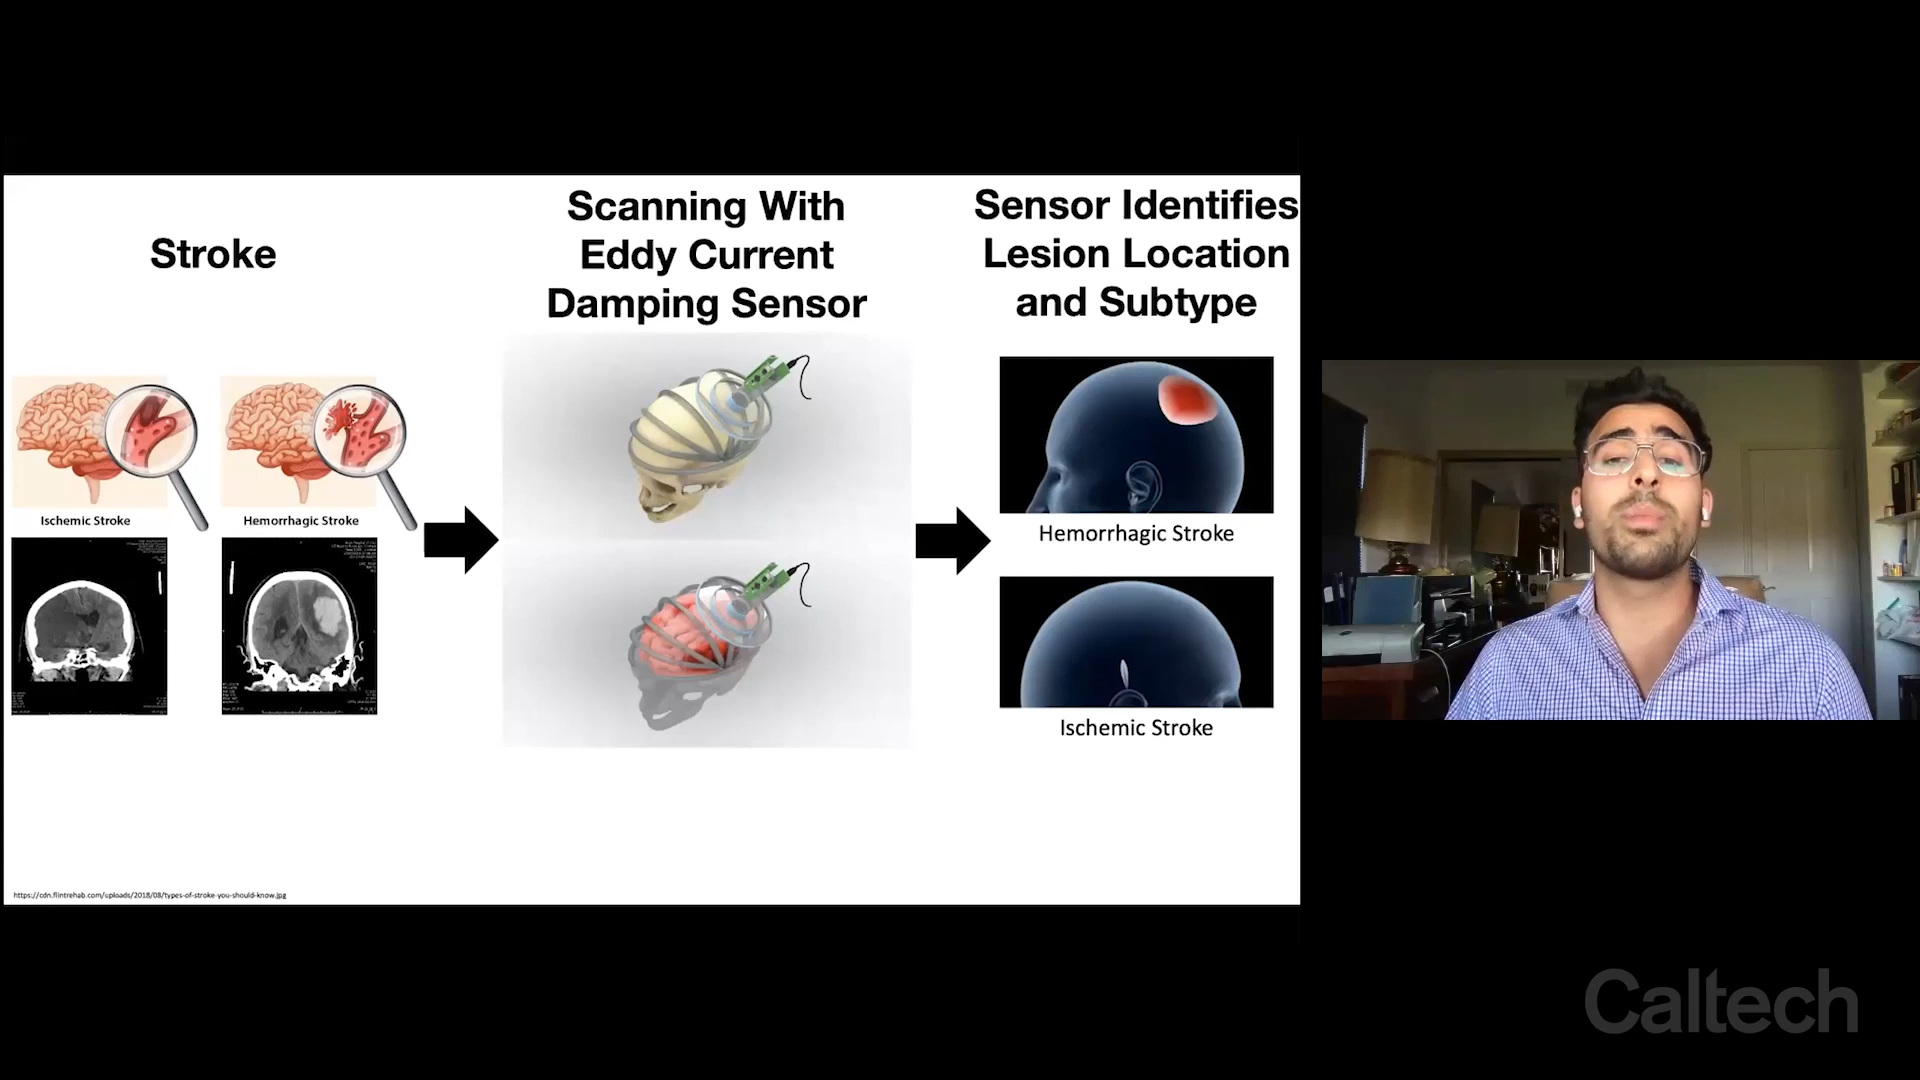 Stroke
Scanning With
Eddy Current
Damping Sensor
Sensor Identifies
Lesion Location
and Subtype
Ischemic Stroke
Hemorrhagic Stroke
Hemorrhagic Stroke
Ischemic Stroke
https://cdn.flintrehab.com/uploads/2018/08/types-of-stroke-you-should-know.jpg
Caltech